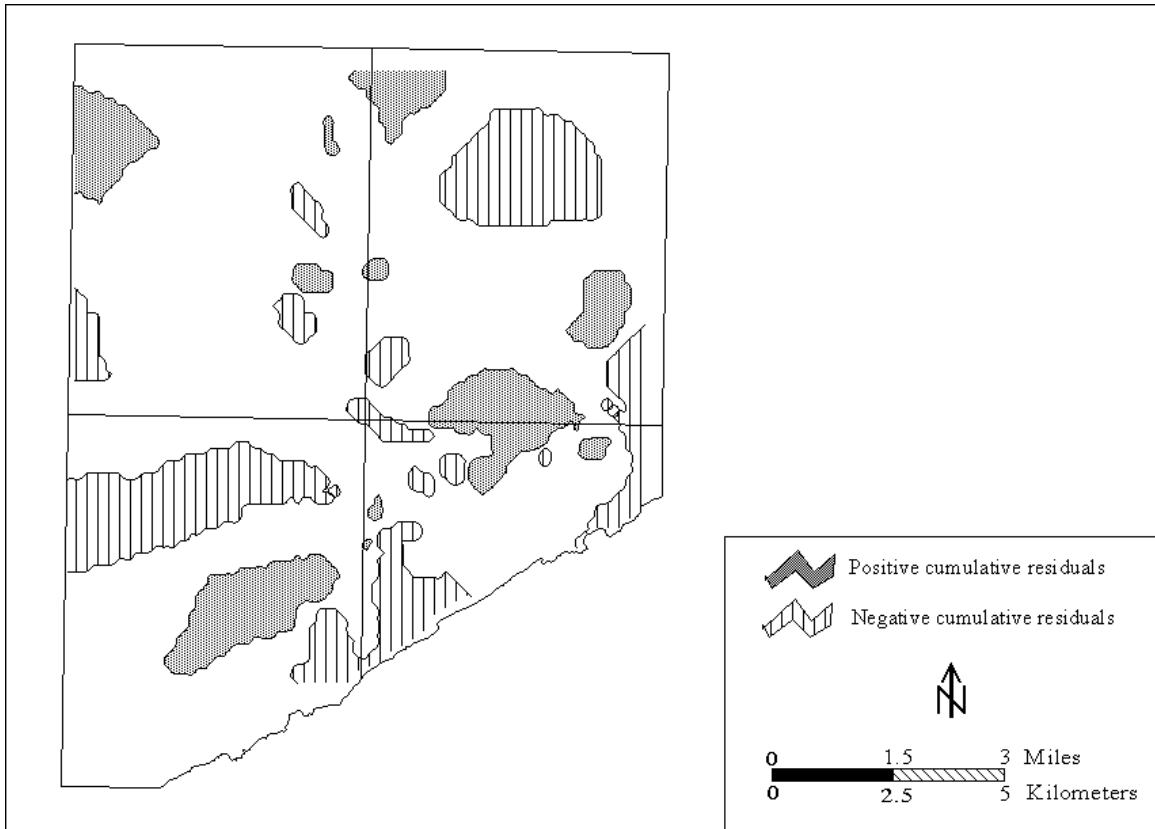 Positive cumulative residuals
Negative cumulative residuals
N
0 1.5 3 Miles
0 2.5 5 Kilometers